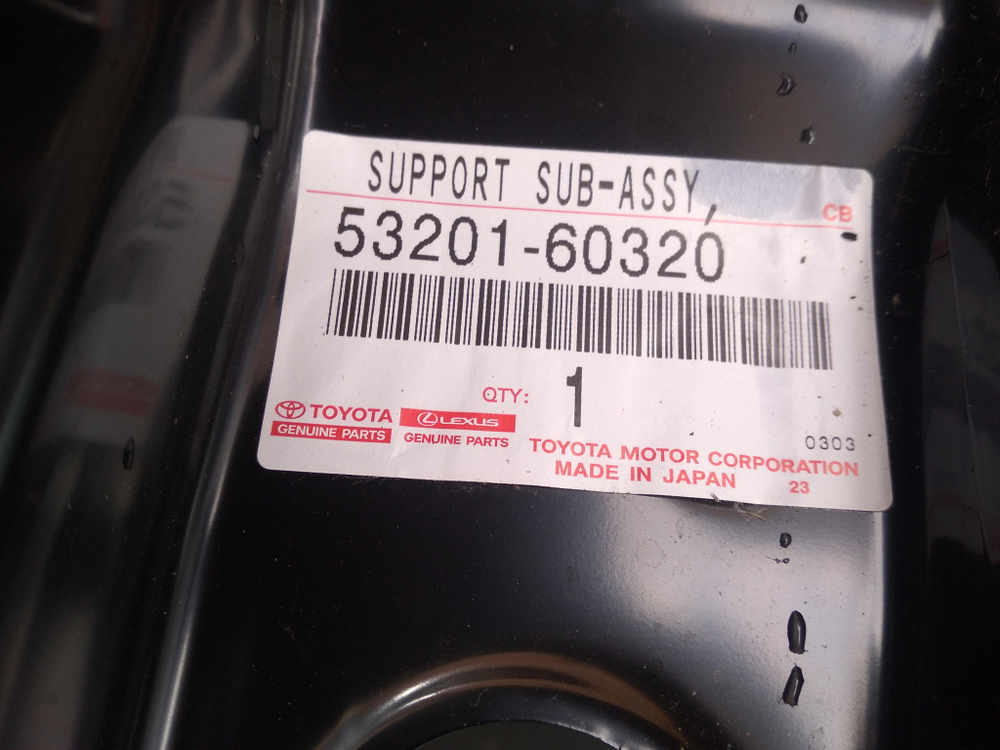 SUPPORT SUB-ASSY,
CB
53201-60320
QTY: 1
TOYOTA LEXUS
GENUINE PARTS GENUINE PARTS
0303
TOYOTA MOTOR CORPORATION
MADE IN JAPAN 23